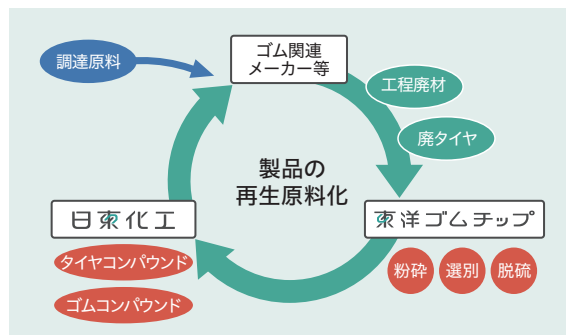 調達原料
ゴム関連
メーカー等
工程廃材
廃タイヤ
製品の
再生原料化
日東化工
東洋ゴムチップ
タイヤコンパウンド
ゴムコンパウンド
粉砕
選別
脱硫